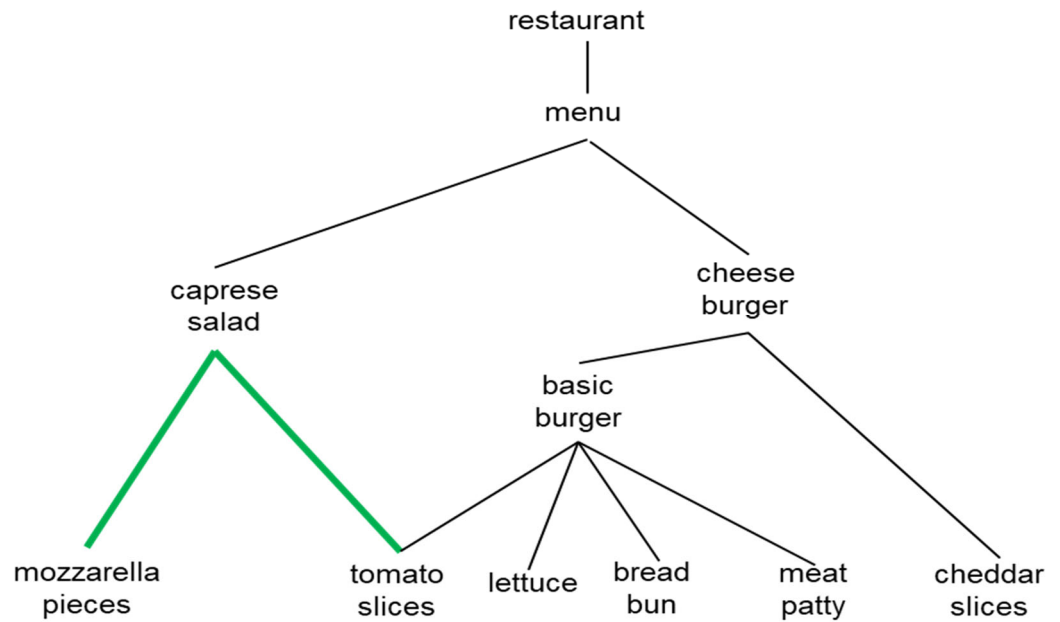 restaurant
menu
caprese
salad
cheese
burger
basic
burger
mozzarella
pieces
tomato
slices
lettuce
bread
bun
meat
patty
cheddar
slices